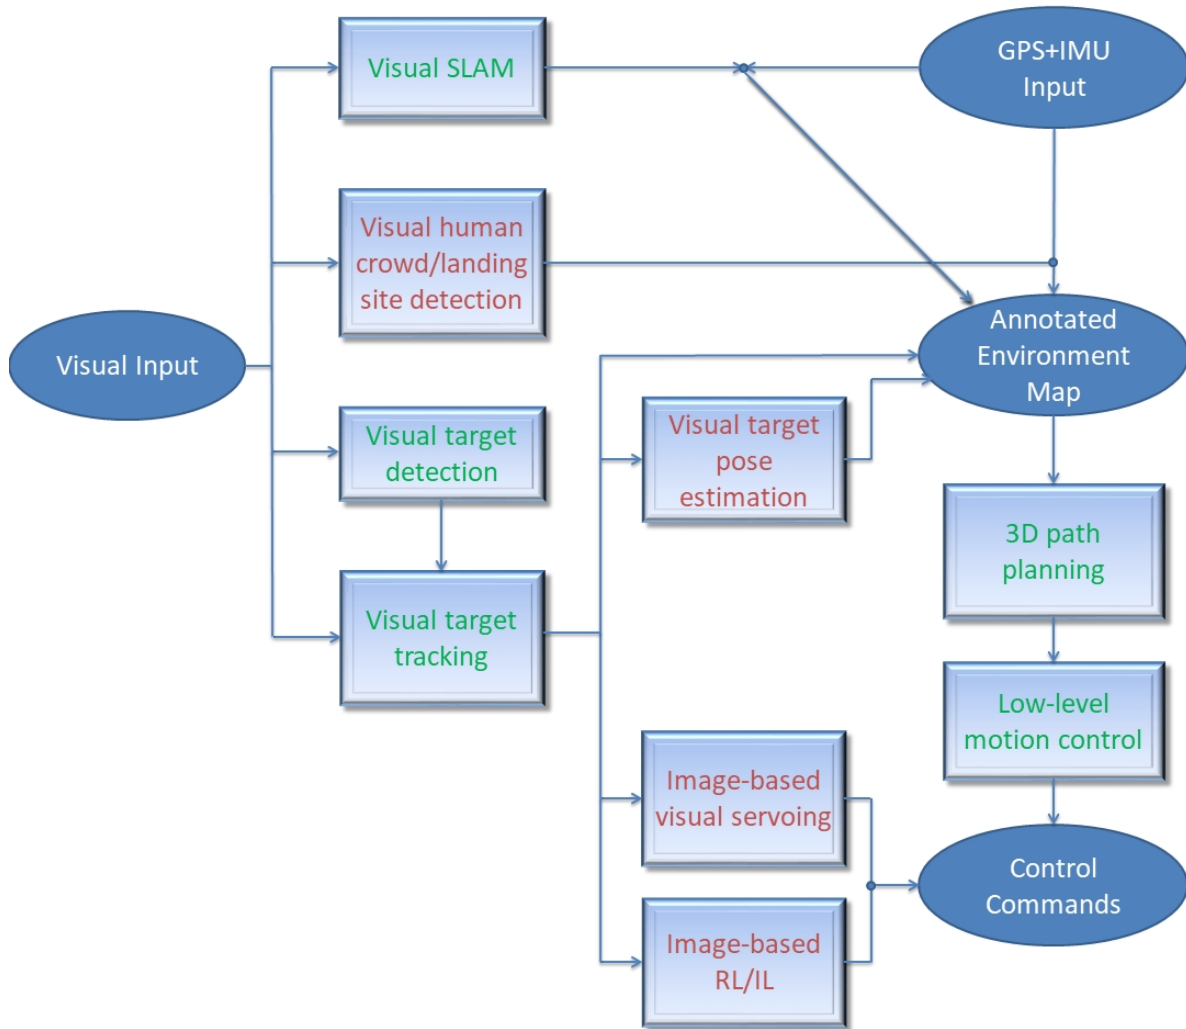 Visual SLAM
GPS+IMU
Input
Visual human
crowd/landing
site detection
Visual Input
Annotated
Environment
Map
Visual target
detection
Visual target
pose
estimation
3D path
planning
Visual target
tracking
Low-level
motion control
Image-based
visual servoing
Control
Commands
Image-based
RL/IL